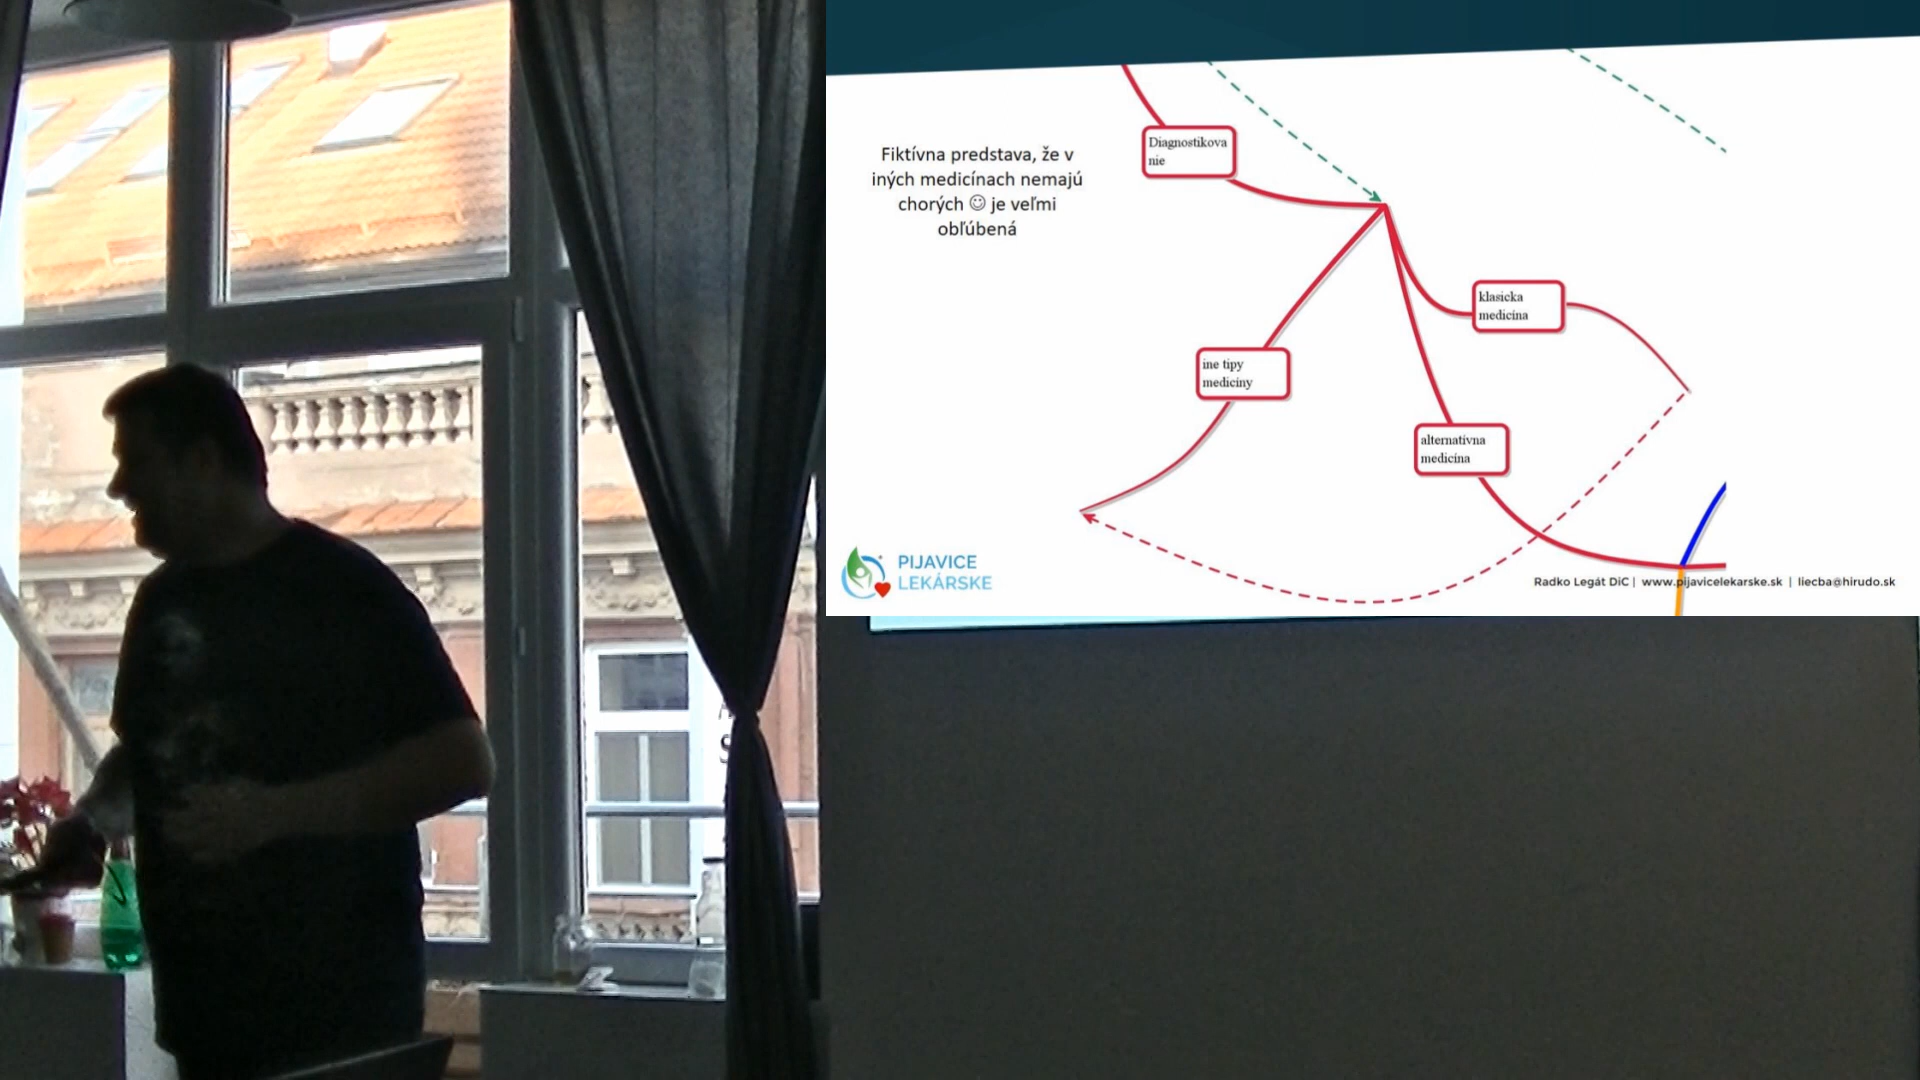 Fiktívna predstava, že v
iných medicínach nemajú
chorých ☺ je veľmi
obľúbená
Diagnostikova
nie
klasicka
medicina
ine tipy
mediciny
alternativna
medicina
PIJAVICE
LEKÁRSKE
Radko Legát DiC | www.pijavicelekarske.sk | liecba@hirudo.sk